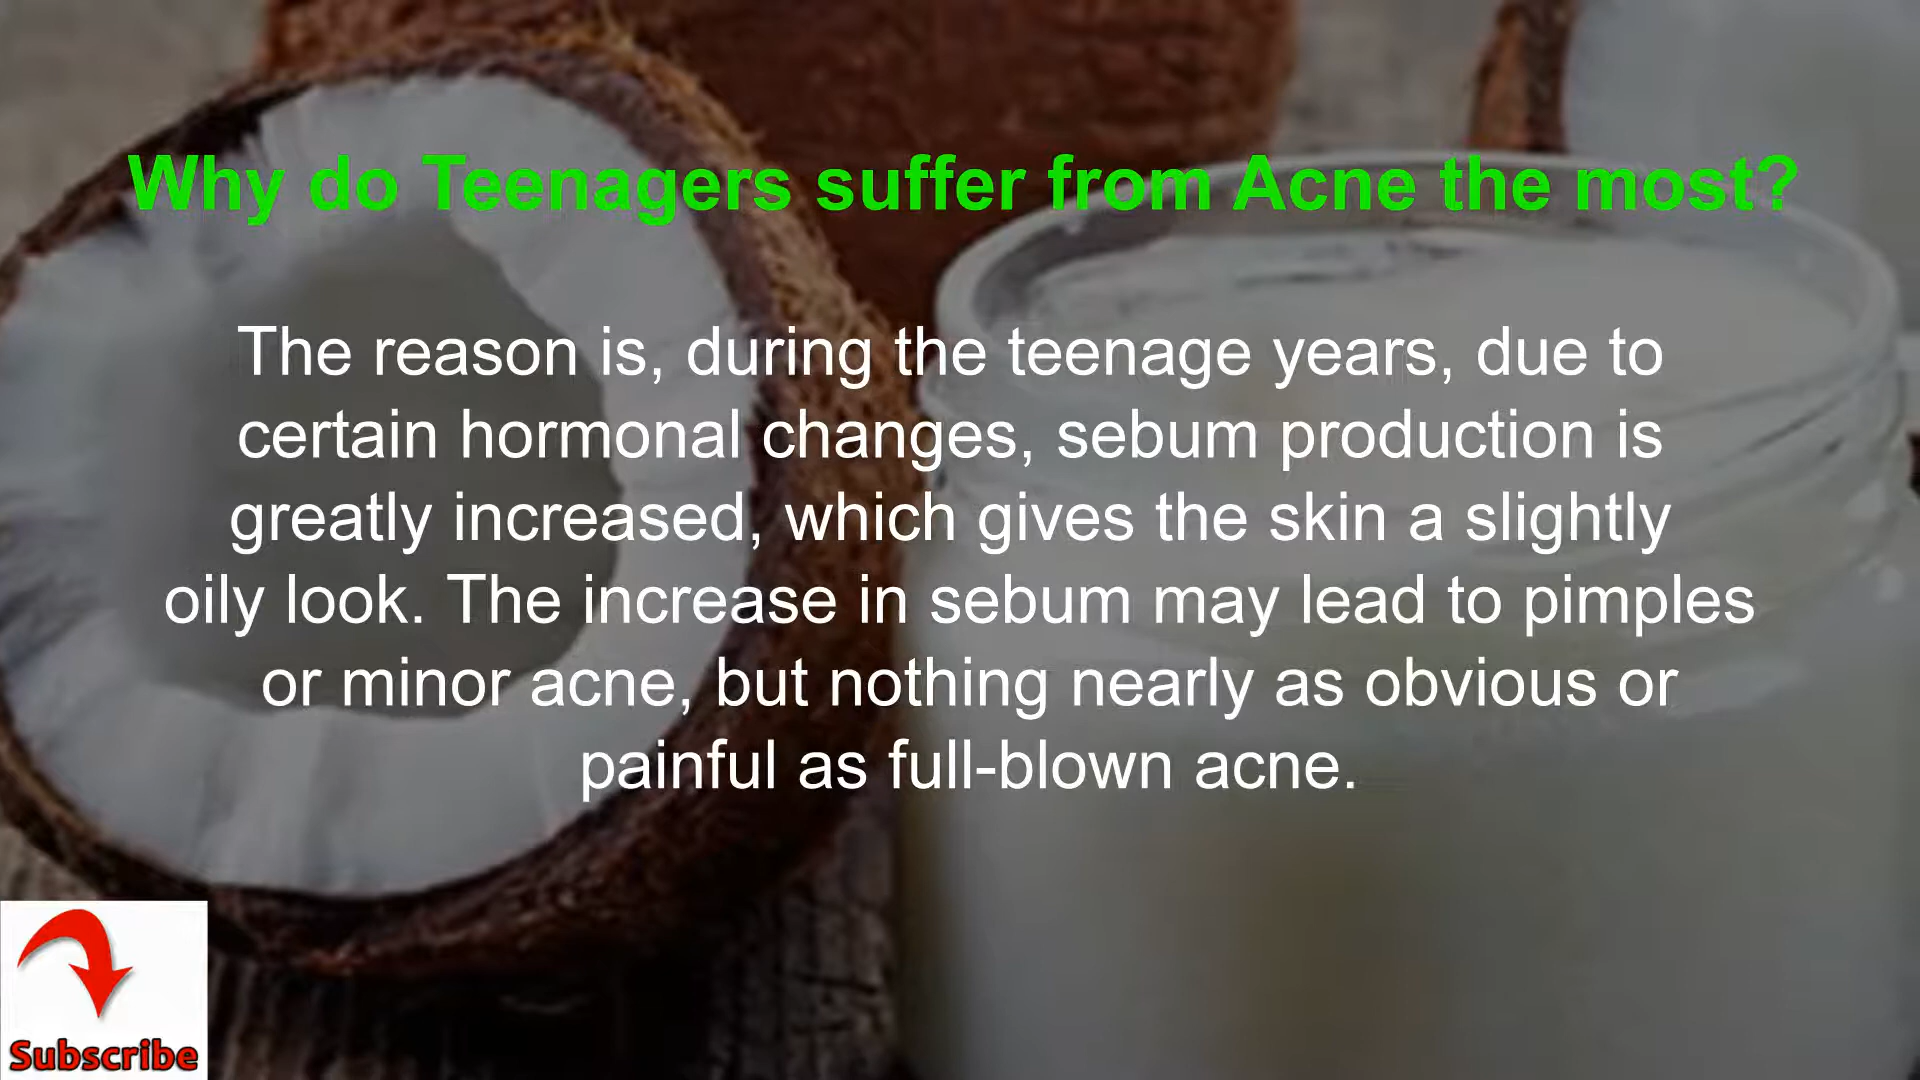 Why do Teenagers suffer from Acne the most?
The reason is, during the teenage years, due to
certain hormonal changes, sebum production is
greatly increased, which gives the skin a slightly
oily look. The increase in sebum may lead to pimples
or minor acne, but nothing nearly as obvious or
painful as full-blown acne.
Subscribe